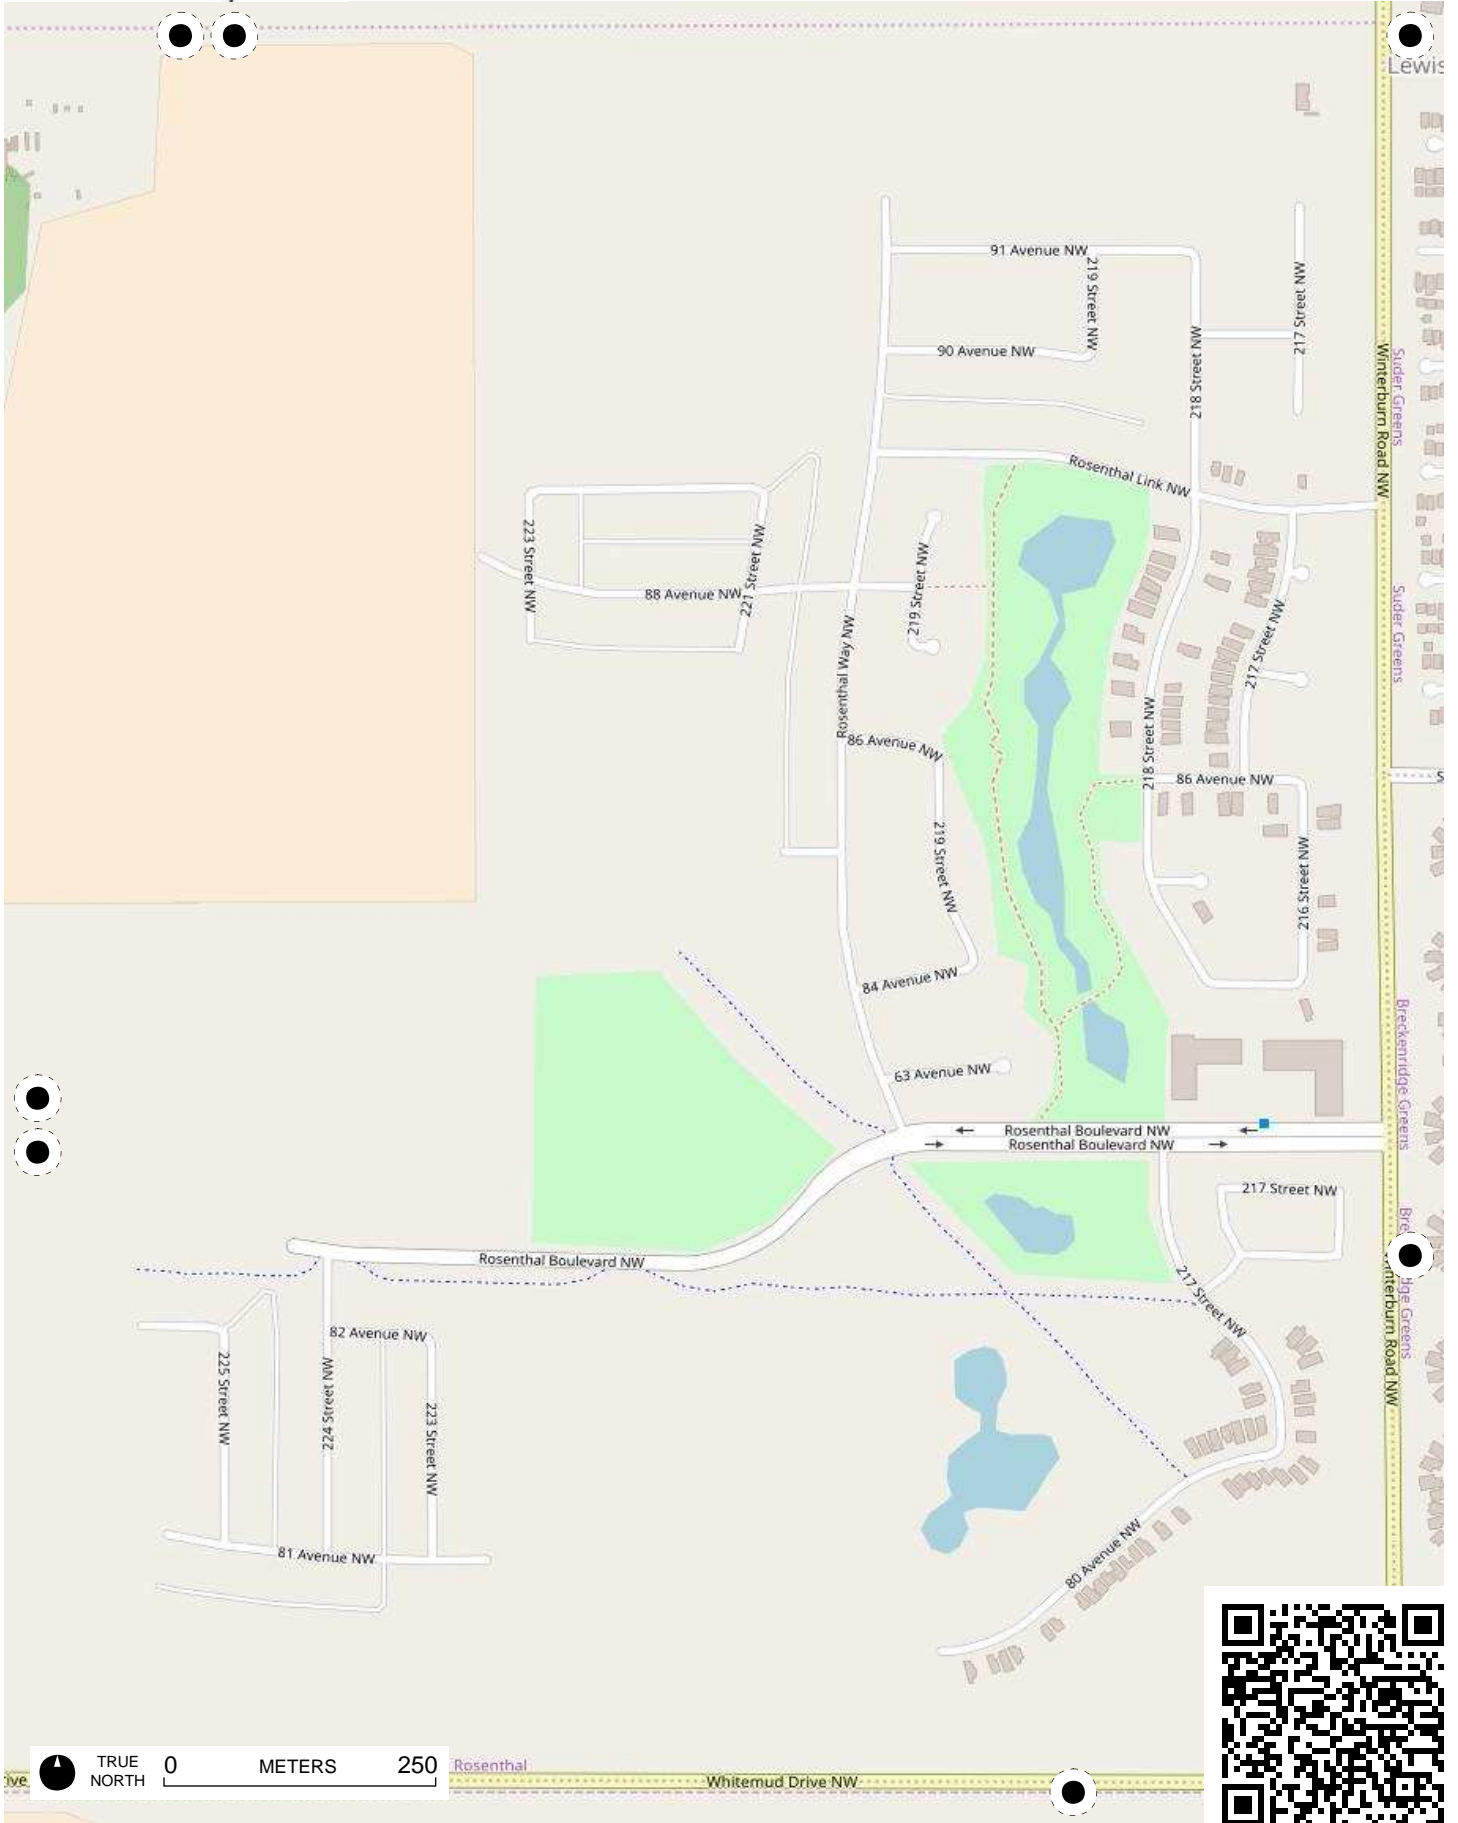 Lewis
91 Avenue NW
219 Street NW
217 Street NW
90 Avenue NW
218 Street NW
Winterburn Road NW
Suder Greens
Rosenthal Link NW
223 Street NW
221 Street NW
219 Street NW
88 Avenue NW
Suder Greens
217 Street NW
Rosenthal Way NW
86 Avenue NW
218 Street NW
86 Avenue NW
S
219 Street NW
216 Street NW
84 Avenue NW
Breckenridge Greens
63 Avenue NW
Rosenthal Boulevard NW
Rosenthal Boulevard NW
217 Street NW
Bre
dge Greens
Rosenthal Boulevard NW
217 Street NW
nterburn Road NW
82 Avenue NW
225 Street NW
224 Street NW
223 Street NW
81 Avenue NW
80 Avenue NW
TRUE NORTH
0 METERS 250
Rosenthal
ive
Whitemud Drive NW